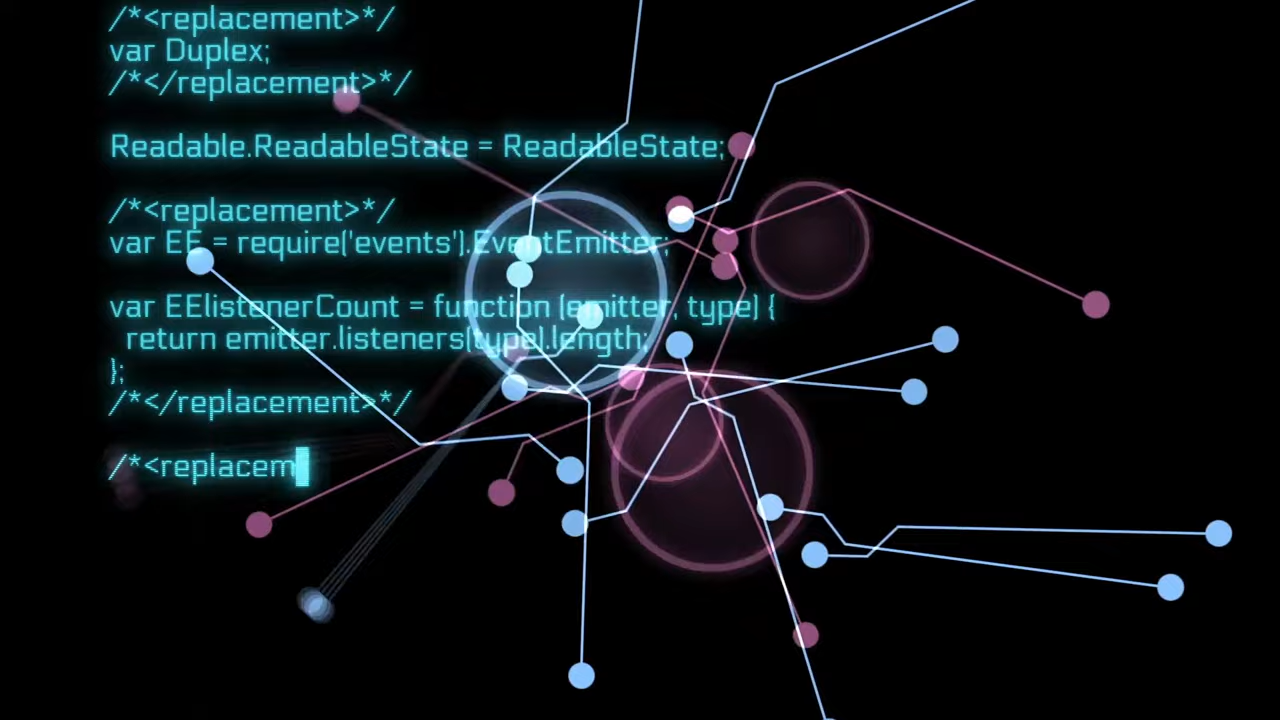 /*<replacement>*/
var Duplex;
/*</replacement>*/
Readable.ReadableState = ReadableState;
/*<replacement>*/
var EE = require('events').EventEmitter;
var EElistenerCount = function (emitter, type) {
return emitter.listeners(type).length;
};
/*</replacement>*/
/*<replacem